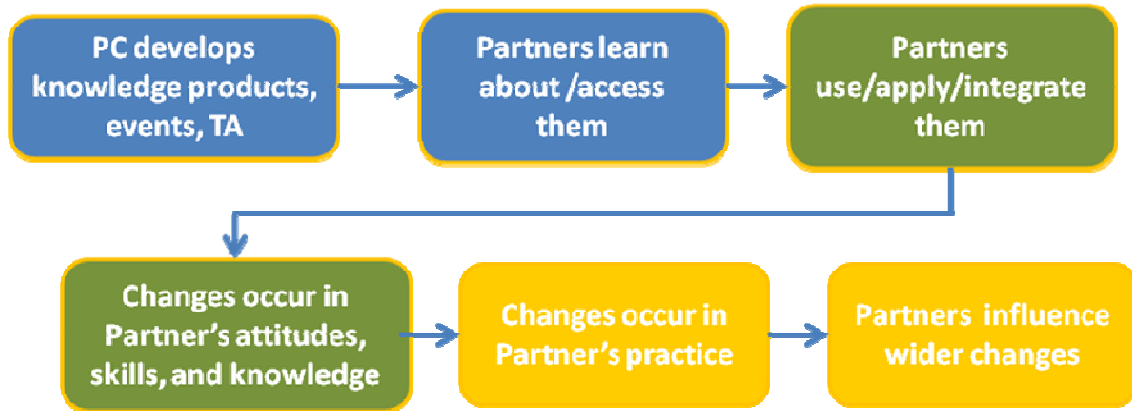 PC develops
knowledge products,
events, TA
Partners learn
about /access
them
Partners
use/apply/integrate
them
Changes occur in
Partner's attitudes,
skills, and knowledge
Changes occur in
Partner's practice
Partners influence
wider changes